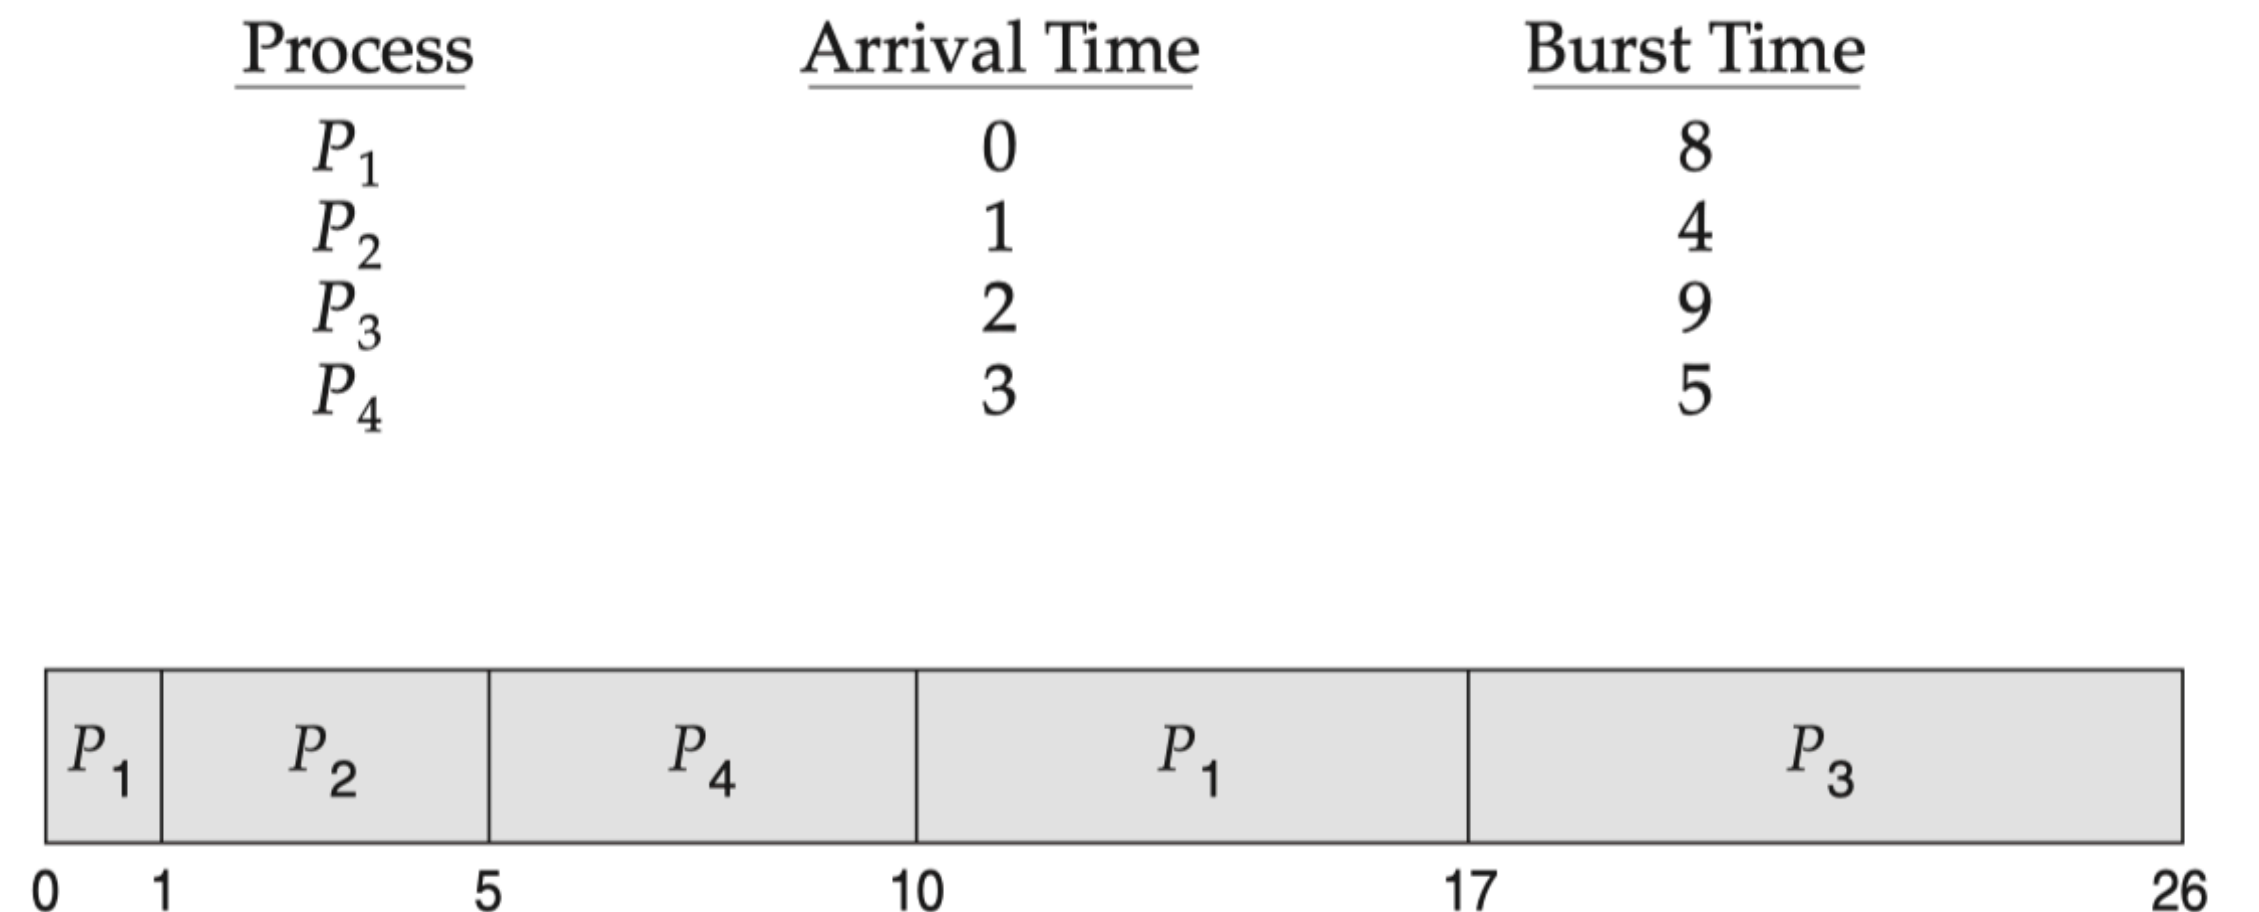 Process Arrival Time Burst Time
P1 0 8
P2 1 4
P3 2 9
P4 3 5
P1 P2 P4 P1 P3
0 1 5 10 17 26